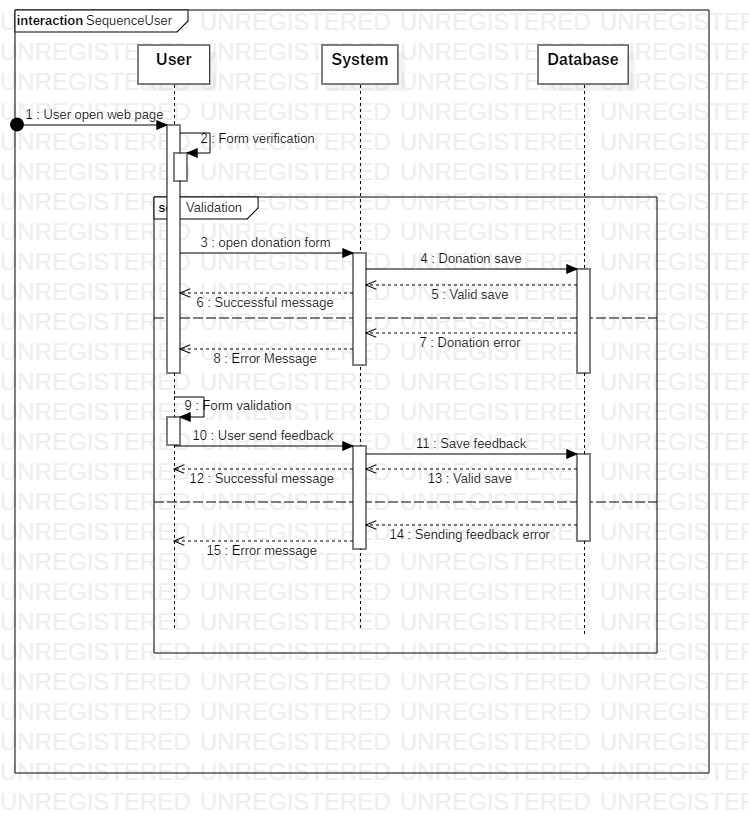 interaction SequenceUser
User
System
Database
1 : User open web page
2 : Form verification
Validation
3 : open donation form
4 : Donation save
5 : Valid save
6 : Successful message
7 : Donation error
8 : Error Message
9 : Form validation
10 : User send feedback
11 : Save feedback
12 : Successful message
13 : Valid save
14 : Sending feedback error
15 : Error message
UNREGISTERED